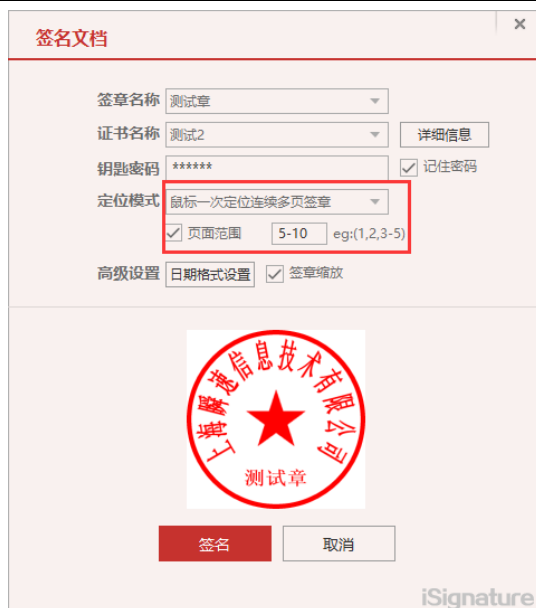 签名文档 ×
签章名称 测试章
证书名称 测试2 详细信息
钥匙密码 ****** 记住密码
定位模式 鼠标一次定位连续多页签章
页面范围 5-10 eg:(1,2,3-5)
高级设置 日期格式设置 签章缩放
上海瞬速信息技术有限公司
测试章
签名 取消
iSignature